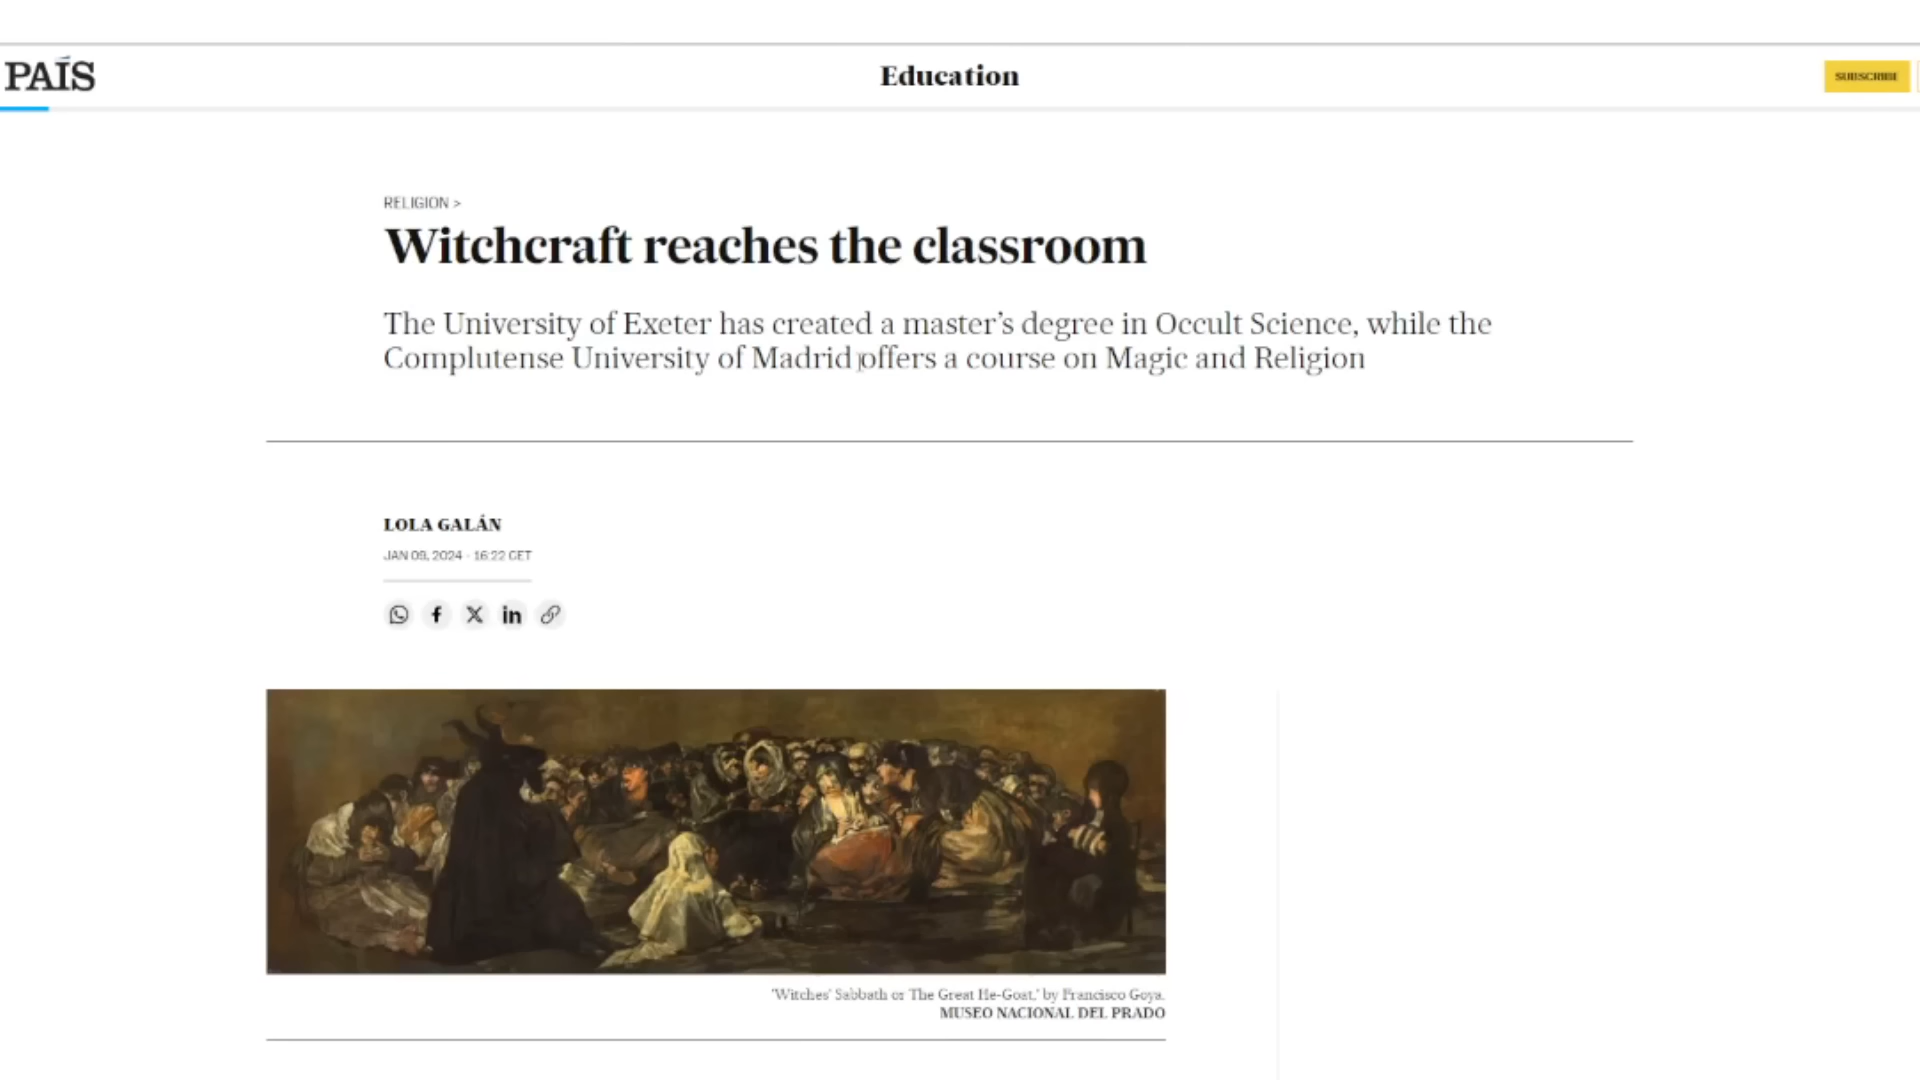 PAÍS
Education
SUBSCRIBE
RELIGION >
Witchcraft reaches the classroom
The University of Exeter has created a master's degree in Occult Science, while the
Complutense University of Madrid offers a course on Magic and Religion
LOLA GALÁN
JAN 09, 2024 - 16:22 CET
'Witches' Sabbath or The Great He-Goat,' by Francisco Goya.
MUSEO NACIONAL DEL PRADO